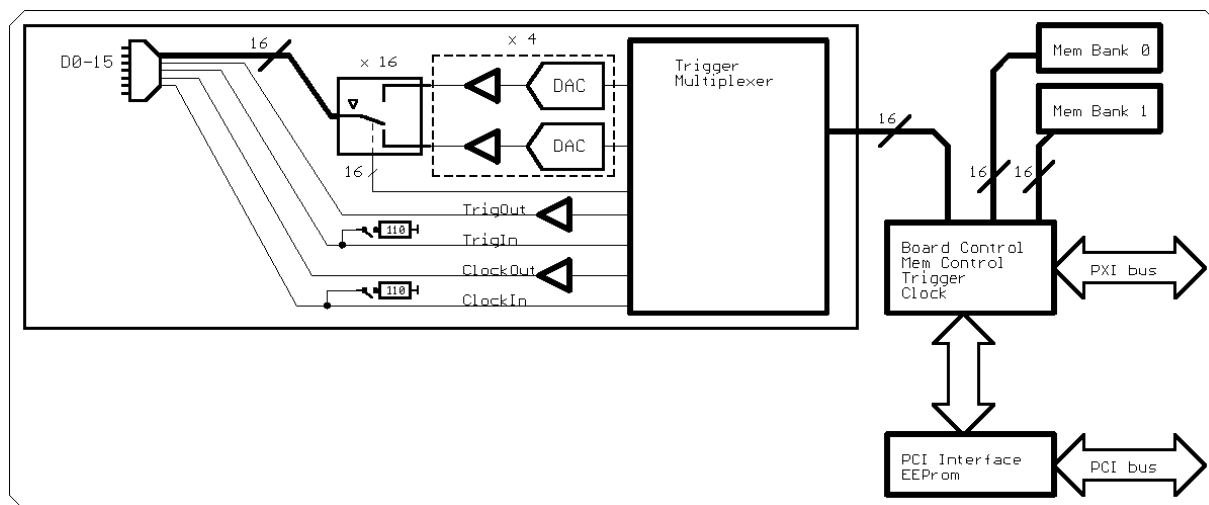 D0-15
16
x 16
x 4
DAC
DAC
16
Trigger
Multiplexer
TrigOut
110
TrigIn
ClockOut
110
ClockIn
16
Mem Bank 0
Mem Bank 1
16
16
Board Control
Mem Control
Trigger
Clock
PXI bus
PCI Interface
EEProm
PCI bus